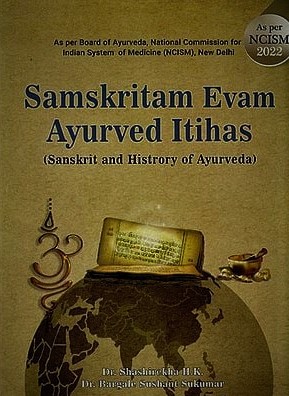 As per
NCISM
2022
As per Board of Ayurveda, National Commission for
Indian System of Medicine (NCISM), New Delhi
Samskritam Evam
Ayurved Itihas
(Sanskrit and Histrory of Ayurveda)
Dr. Shashirekha H.K.
Dr. Bargale Sushant Sukumar